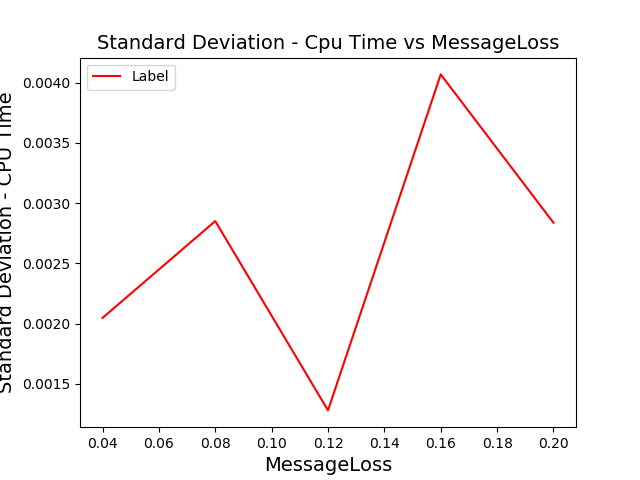 Standard Deviation - Cpu Time vs MessageLoss
Label
Standard Deviation - CPU Time
0.0040
0.0035
0.0030
0.0025
0.0020
0.0015
0.04 0.06 0.08 0.10 0.12 0.14 0.16 0.18 0.20
MessageLoss